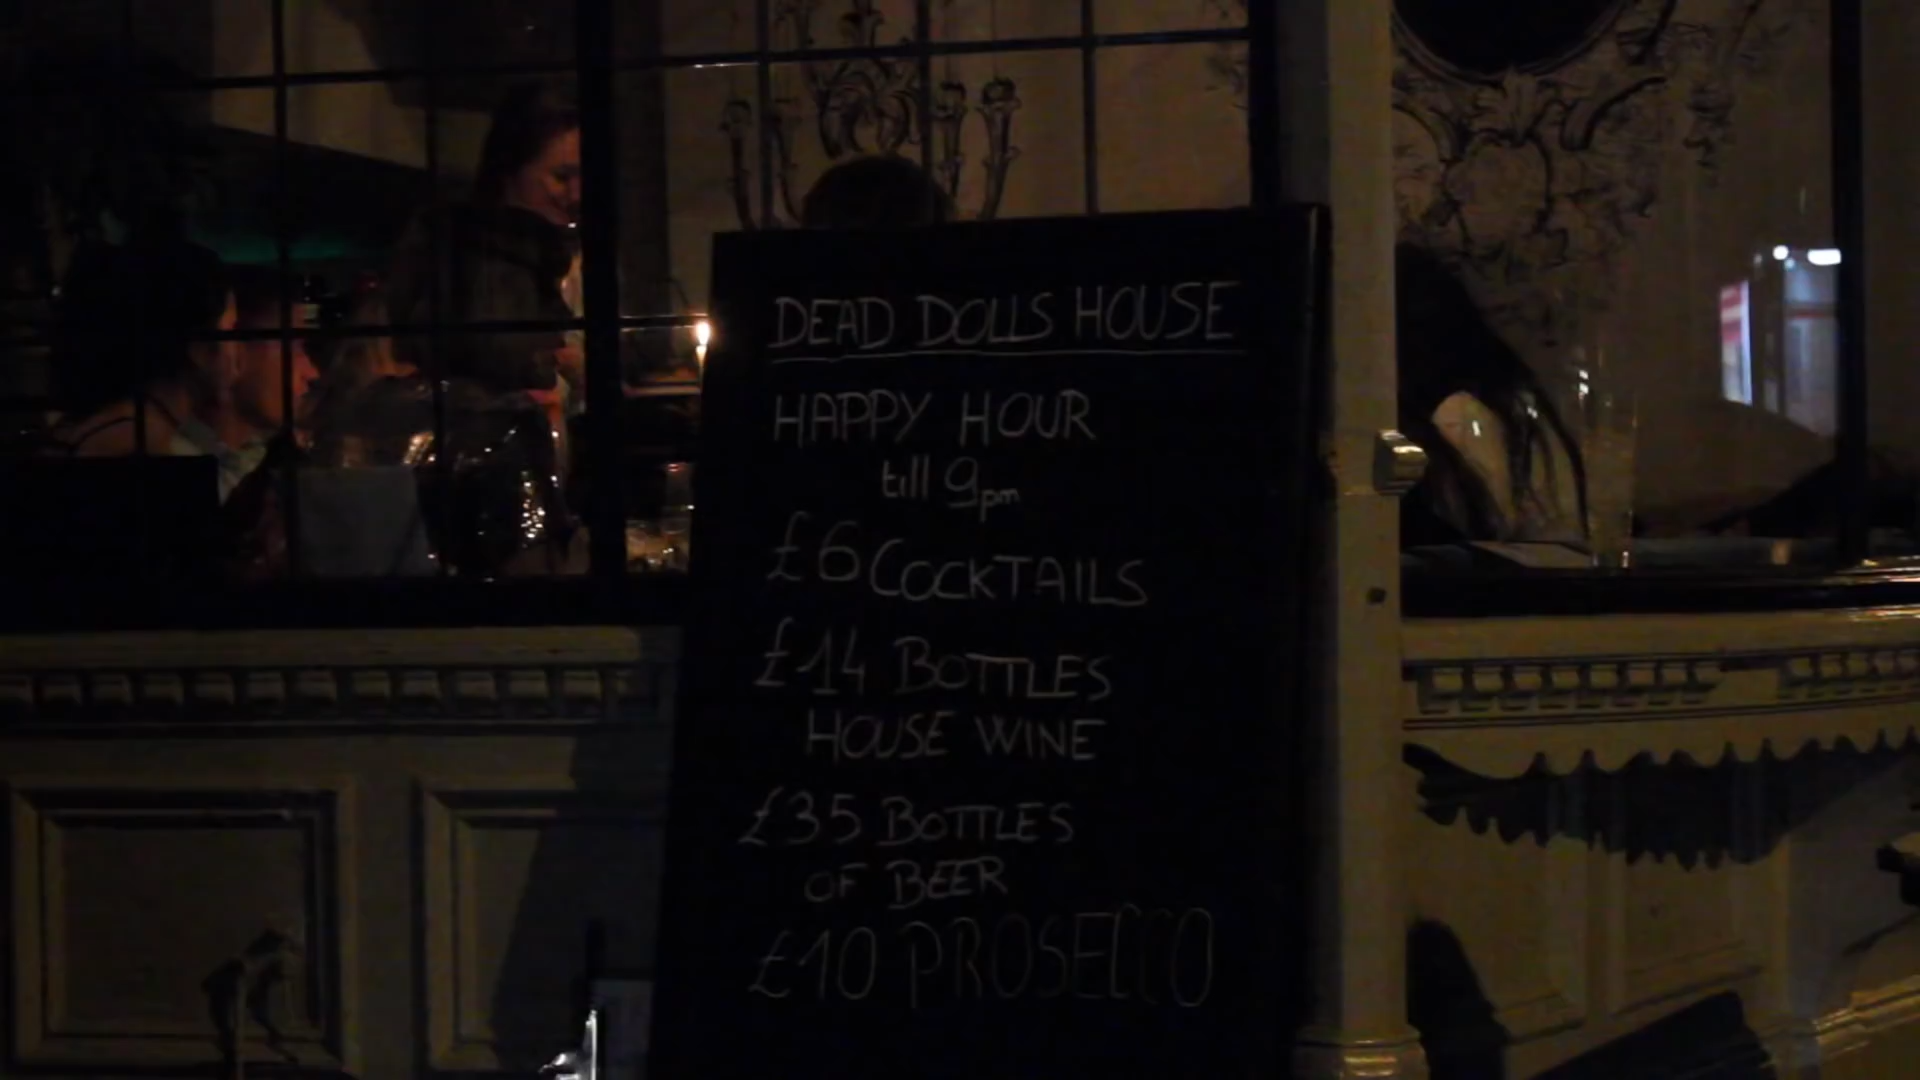 DEAD DOLLS HOUSE
HAPPY HOUR
till 9pm
£6 COCKTAILS
£14 BOTTLES
HOUSE WINE
£35 BOTTLES
OF BEER
£10 PROSECCO